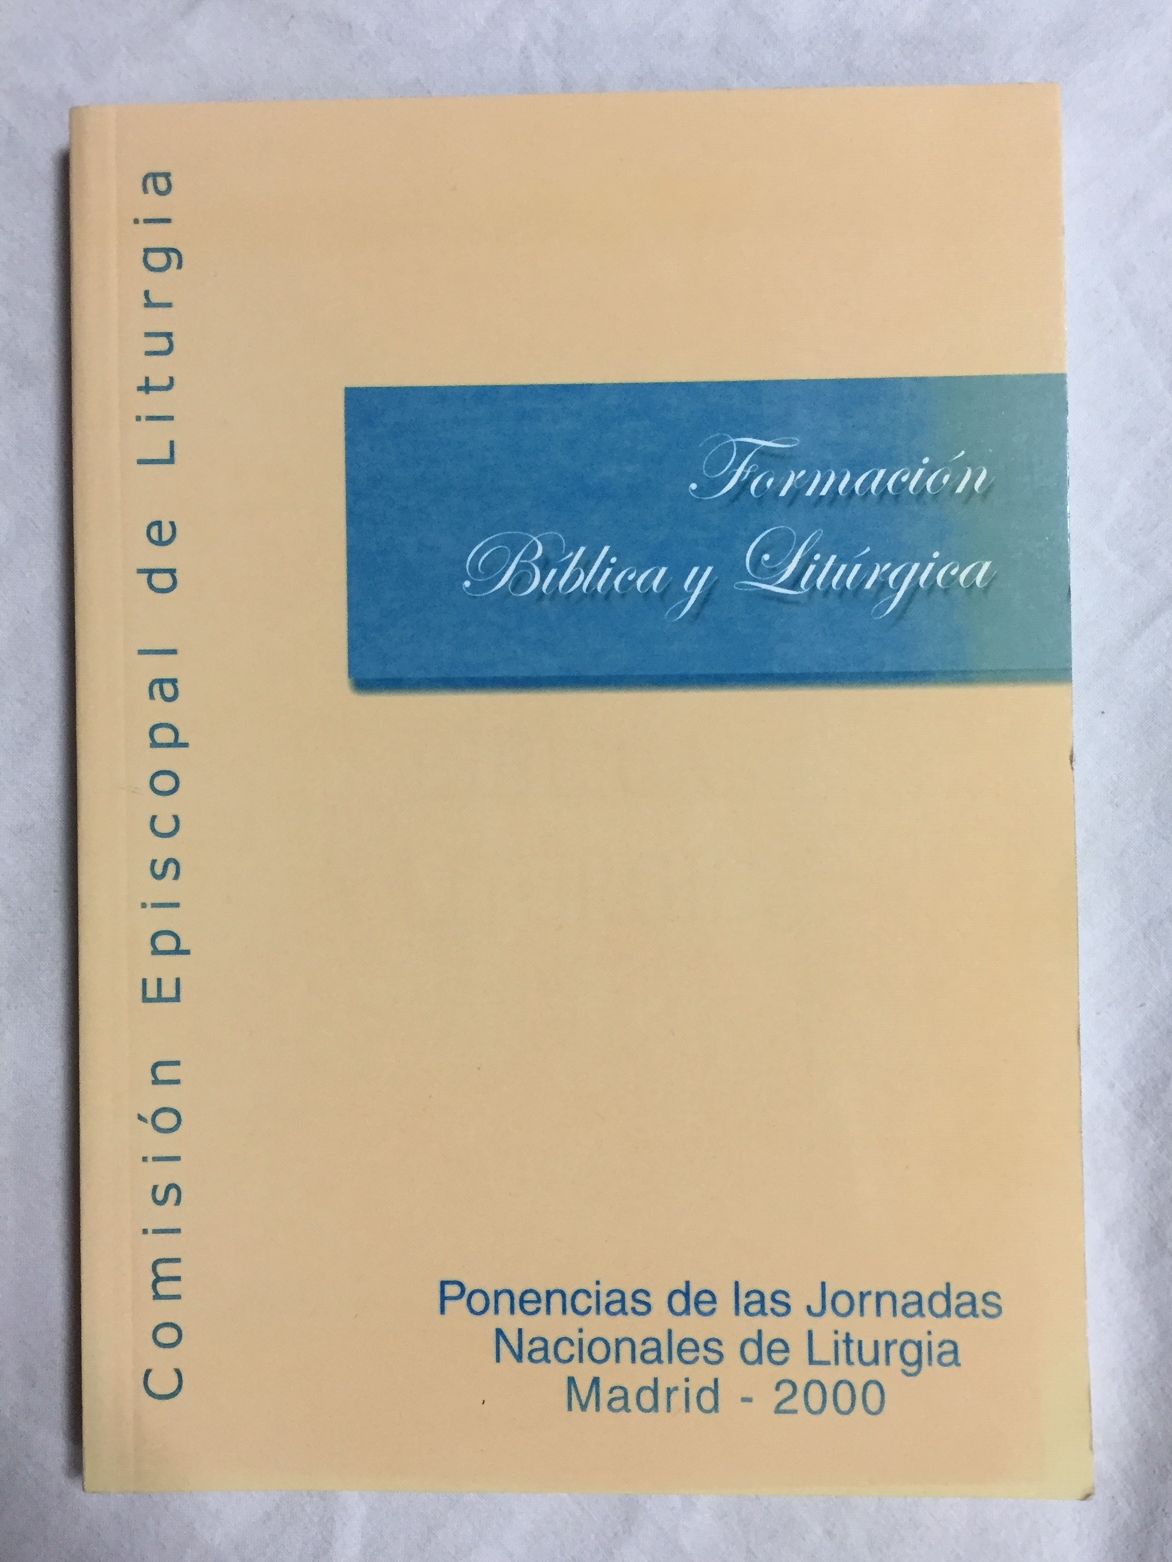 Comisión Episcopal de Liturgia
Formación
Bíblica y Litúrgica
Ponencias de las Jornadas
Nacionales de Liturgia
Madrid - 2000